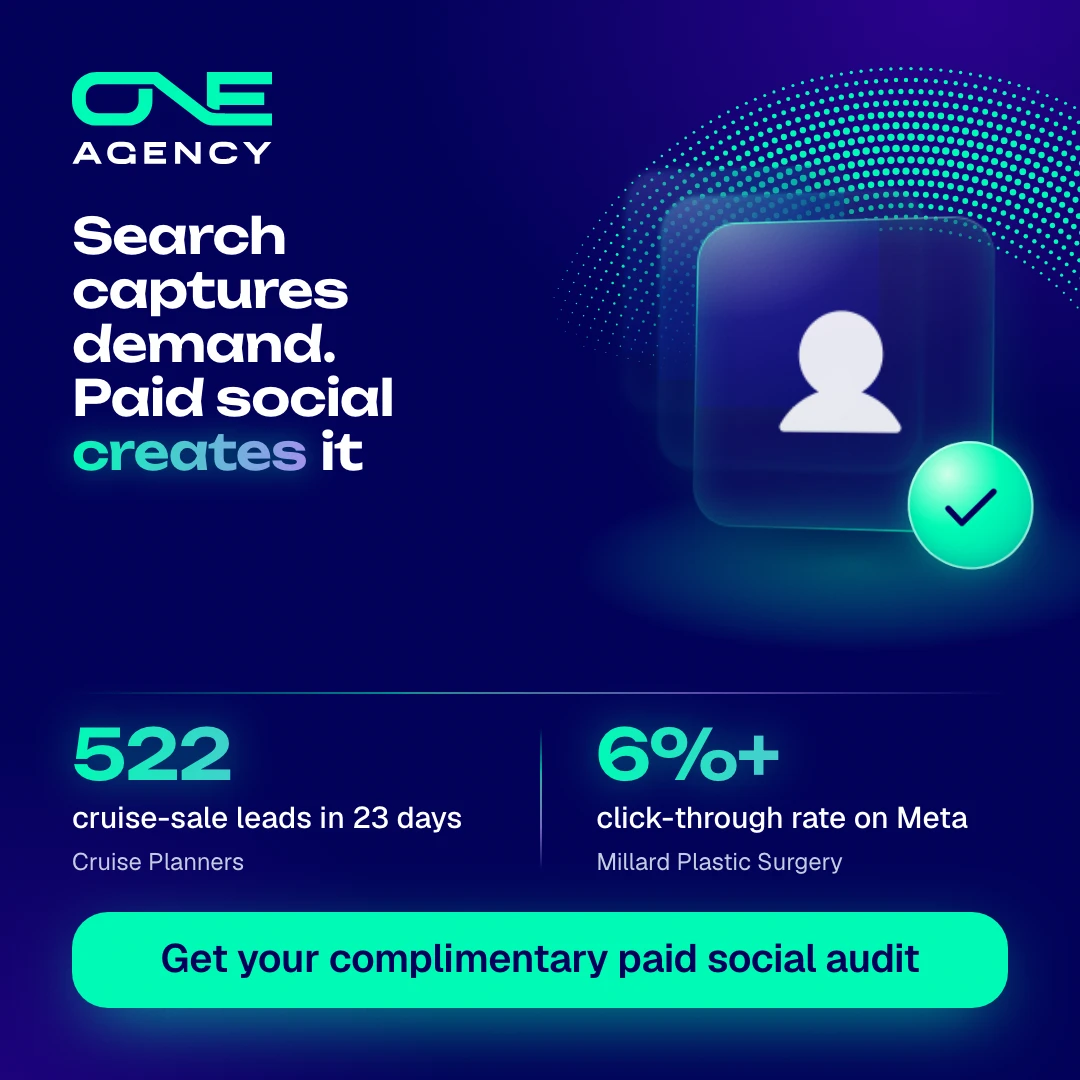 ONE
AGENCY
Search
captures
demand.
Paid social
creates it
522
cruise-sale leads in 23 days
Cruise Planners
6%+
click-through rate on Meta
Millard Plastic Surgery
Get your complimentary paid social audit